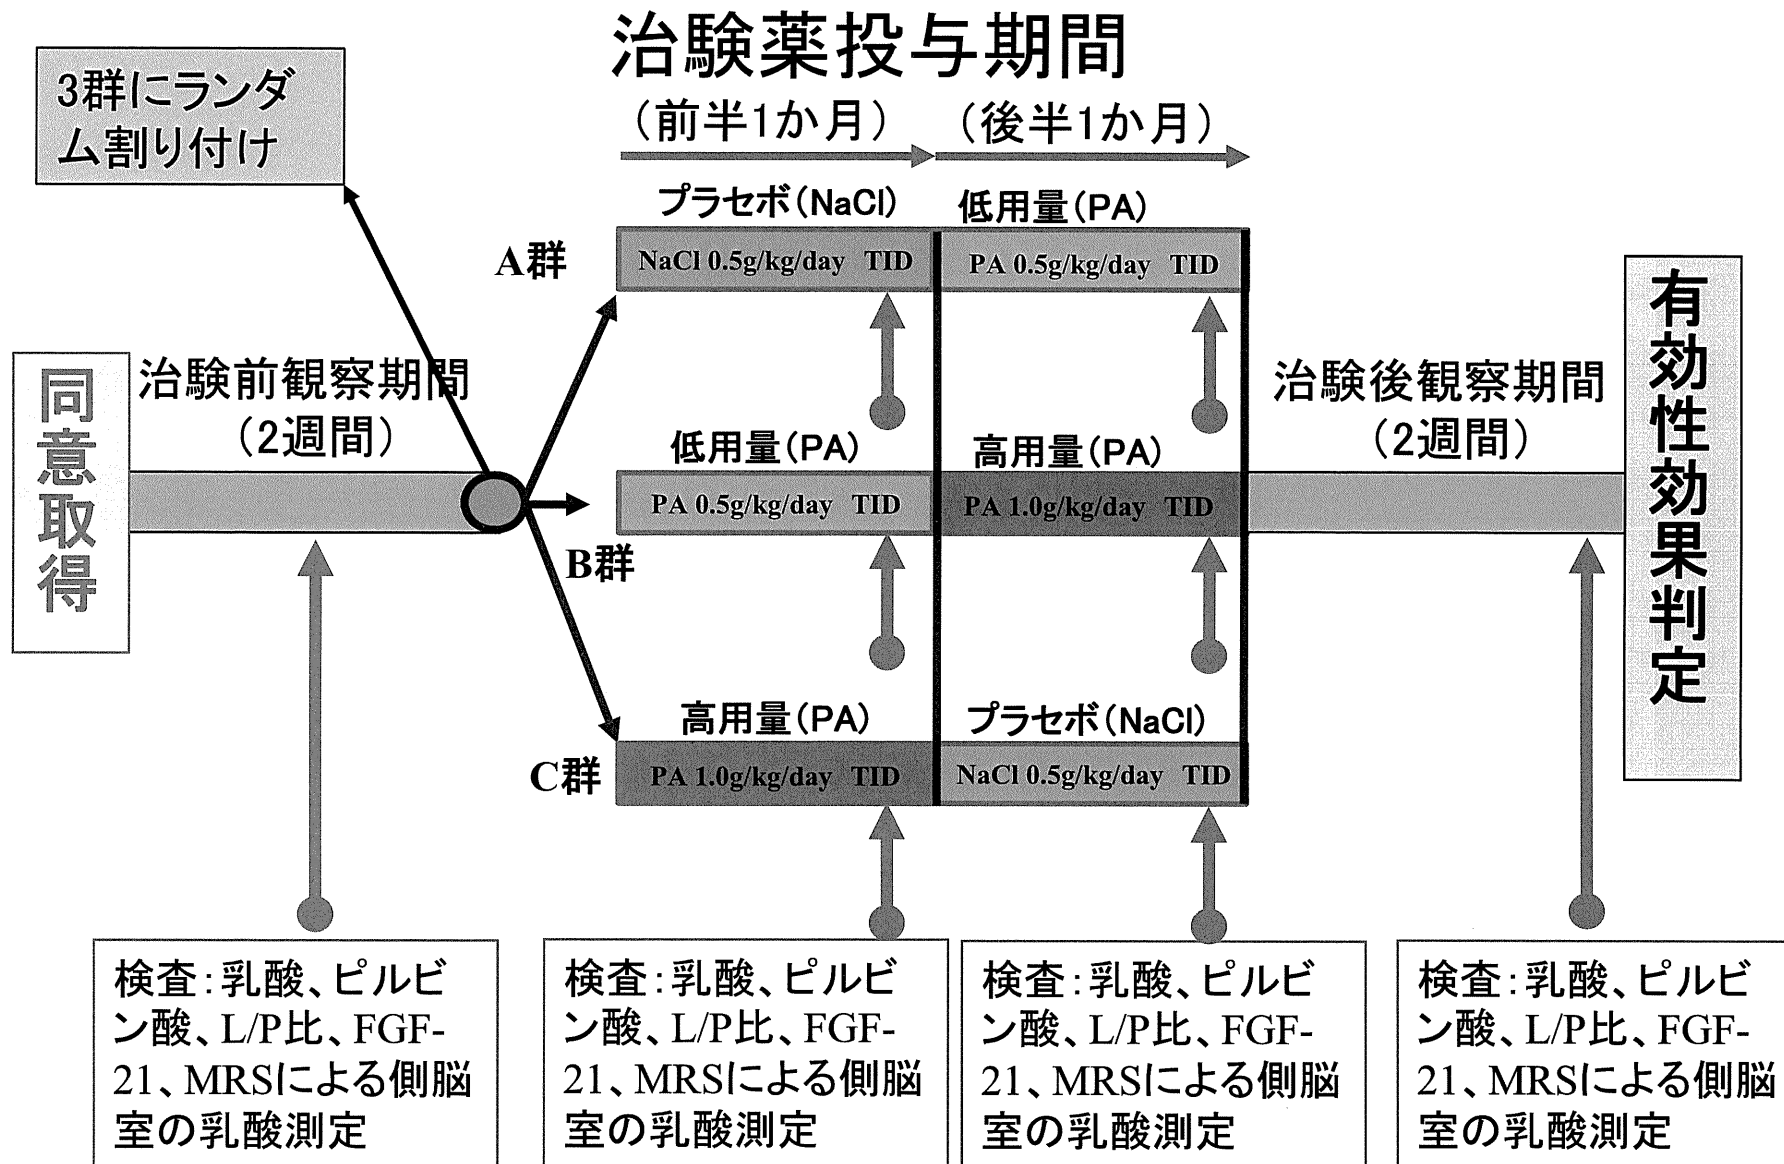 治験薬投与期間
（前半1か月）
（後半1か月）
3群にランダ
ム割り付け
プラセボ（NaCl）
低用量（PA）
A群
NaCl 0.5g/kg/day TID
PA 0.5g/kg/day TID
同意取得
治験前観察期間
（2週間）
低用量（PA）
高用量（PA）
PA 0.5g/kg/day TID
PA 1.0g/kg/day TID
B群
治験後観察期間
（2週間）
有効性効果判定
高用量（PA）
プラセボ（NaCl）
C群
PA 1.0g/kg/day TID
NaCl 0.5g/kg/day TID
検査：乳酸、ピルビ
ン酸、L/P比、FGF-
21、MRSによる側脳
室の乳酸測定
検査：乳酸、ピルビ
ン酸、L/P比、FGF-
21、MRSによる側脳
室の乳酸測定
検査：乳酸、ピルビ
ン酸、L/P比、FGF-
21、MRSによる側脳
室の乳酸測定
検査：乳酸、ピルビ
ン酸、L/P比、FGF-
21、MRSによる側脳
室の乳酸測定